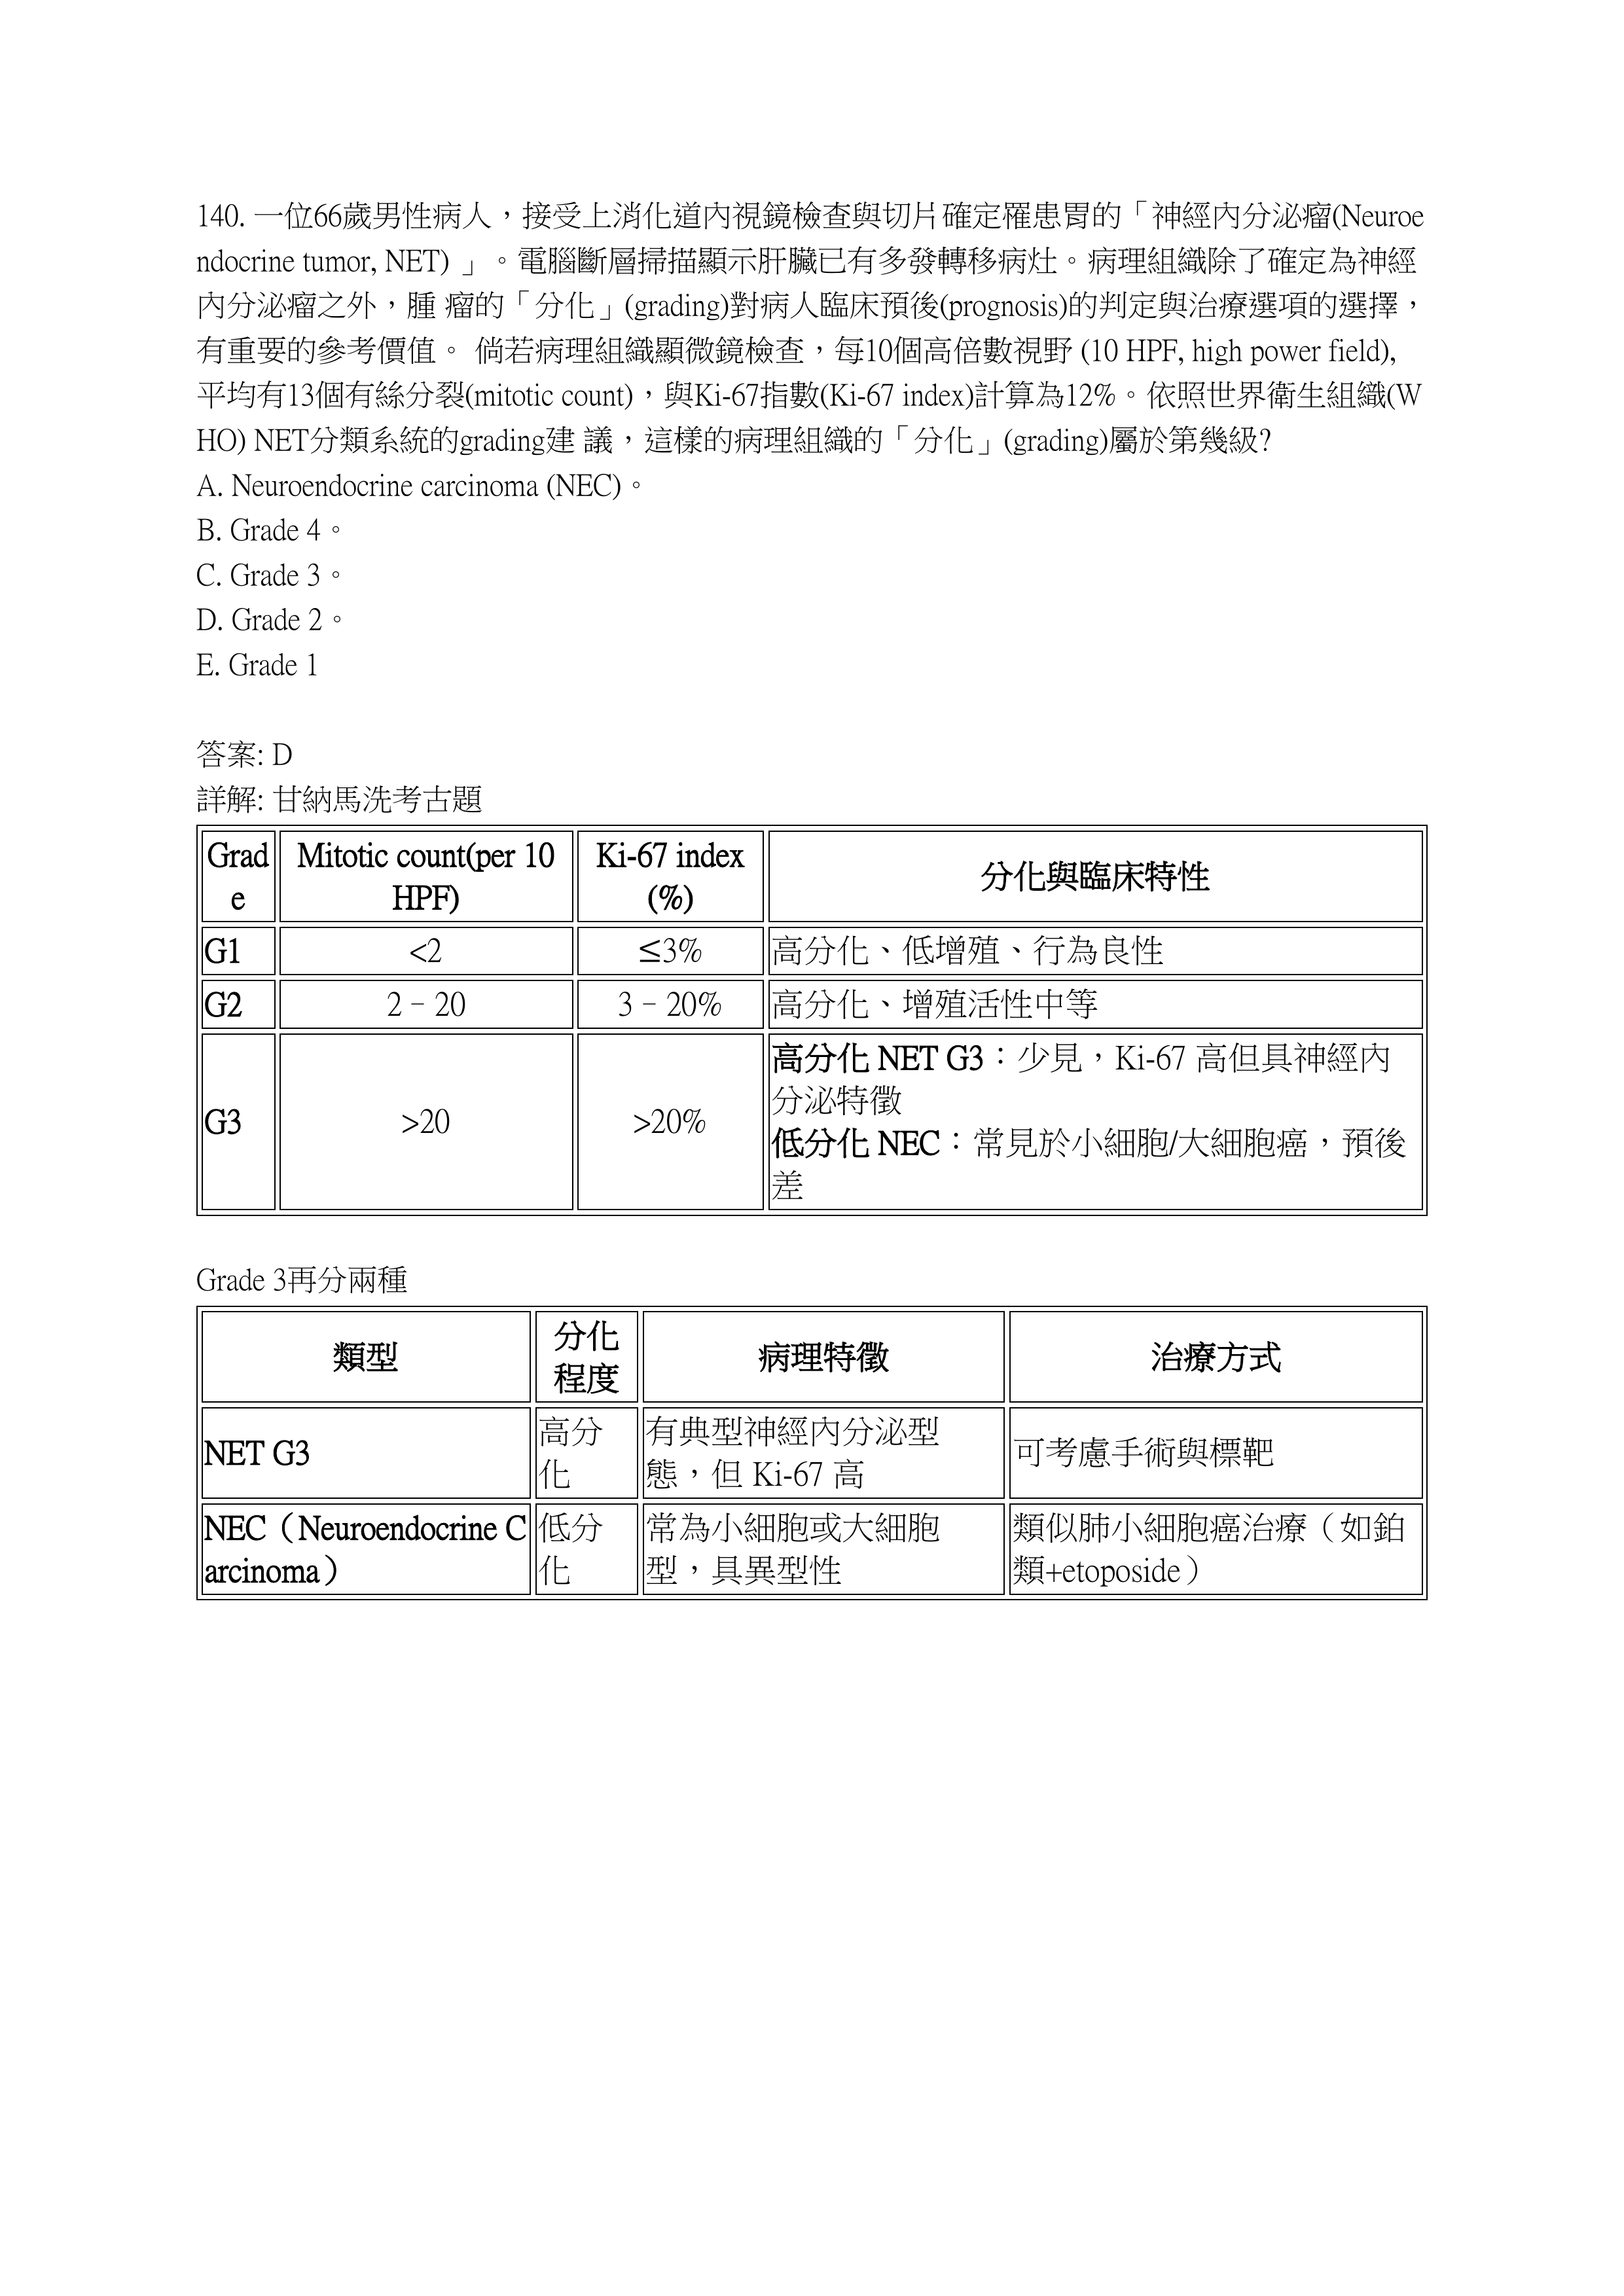 140. 一位66歲男性病人，接受上消化道內視鏡檢查與切片確定罹患胃的「神經內分泌瘤(Neuroe
ndocrine tumor, NET) 」。電腦斷層掃描顯示肝臟已有多發轉移病灶。病理組織除了確定為神經
內分泌瘤之外，腫 瘤的「分化」(grading)對病人臨床預後(prognosis)的判定與治療選項的選擇，
有重要的參考價值。 倘若病理組織顯微鏡檢查，每10個高倍數視野 (10 HPF, high power field),
平均有13個有絲分裂(mitotic count)，與Ki-67指數(Ki-67 index)計算為12%。依照世界衛生組織(W
HO) NET分類系統的grading建 議，這樣的病理組織的「分化」(grading)屬於第幾級?
A. Neuroendocrine carcinoma (NEC)。
B. Grade 4。
C. Grade 3。
D. Grade 2。
E. Grade 1
答案: D
詳解: 甘納馬洗考古題
Grad
e
Mitotic count(per 10
HPF)
Ki-67 index
(%)
分化與臨床特性
G1
<2
≤3%
高分化、低增殖、行為良性
G2
2–20
3–20%
高分化、增殖活性中等
G3
>20
>20%
高分化 NET G3：少見，Ki-67 高但具神經內
分泌特徵
低分化 NEC：常見於小細胞/大細胞癌，預後
差
Grade 3再分兩種
類型
分化
程度
病理特徵
治療方式
NET G3
高分
化
有典型神經內分泌型
態，但 Ki-67 高
可考慮手術與標靶
NEC（Neuroendocrine C
arcinoma）
低分
化
常為小細胞或大細胞
型，具異型性
類似肺小細胞癌治療（如鉑
類+etoposide）